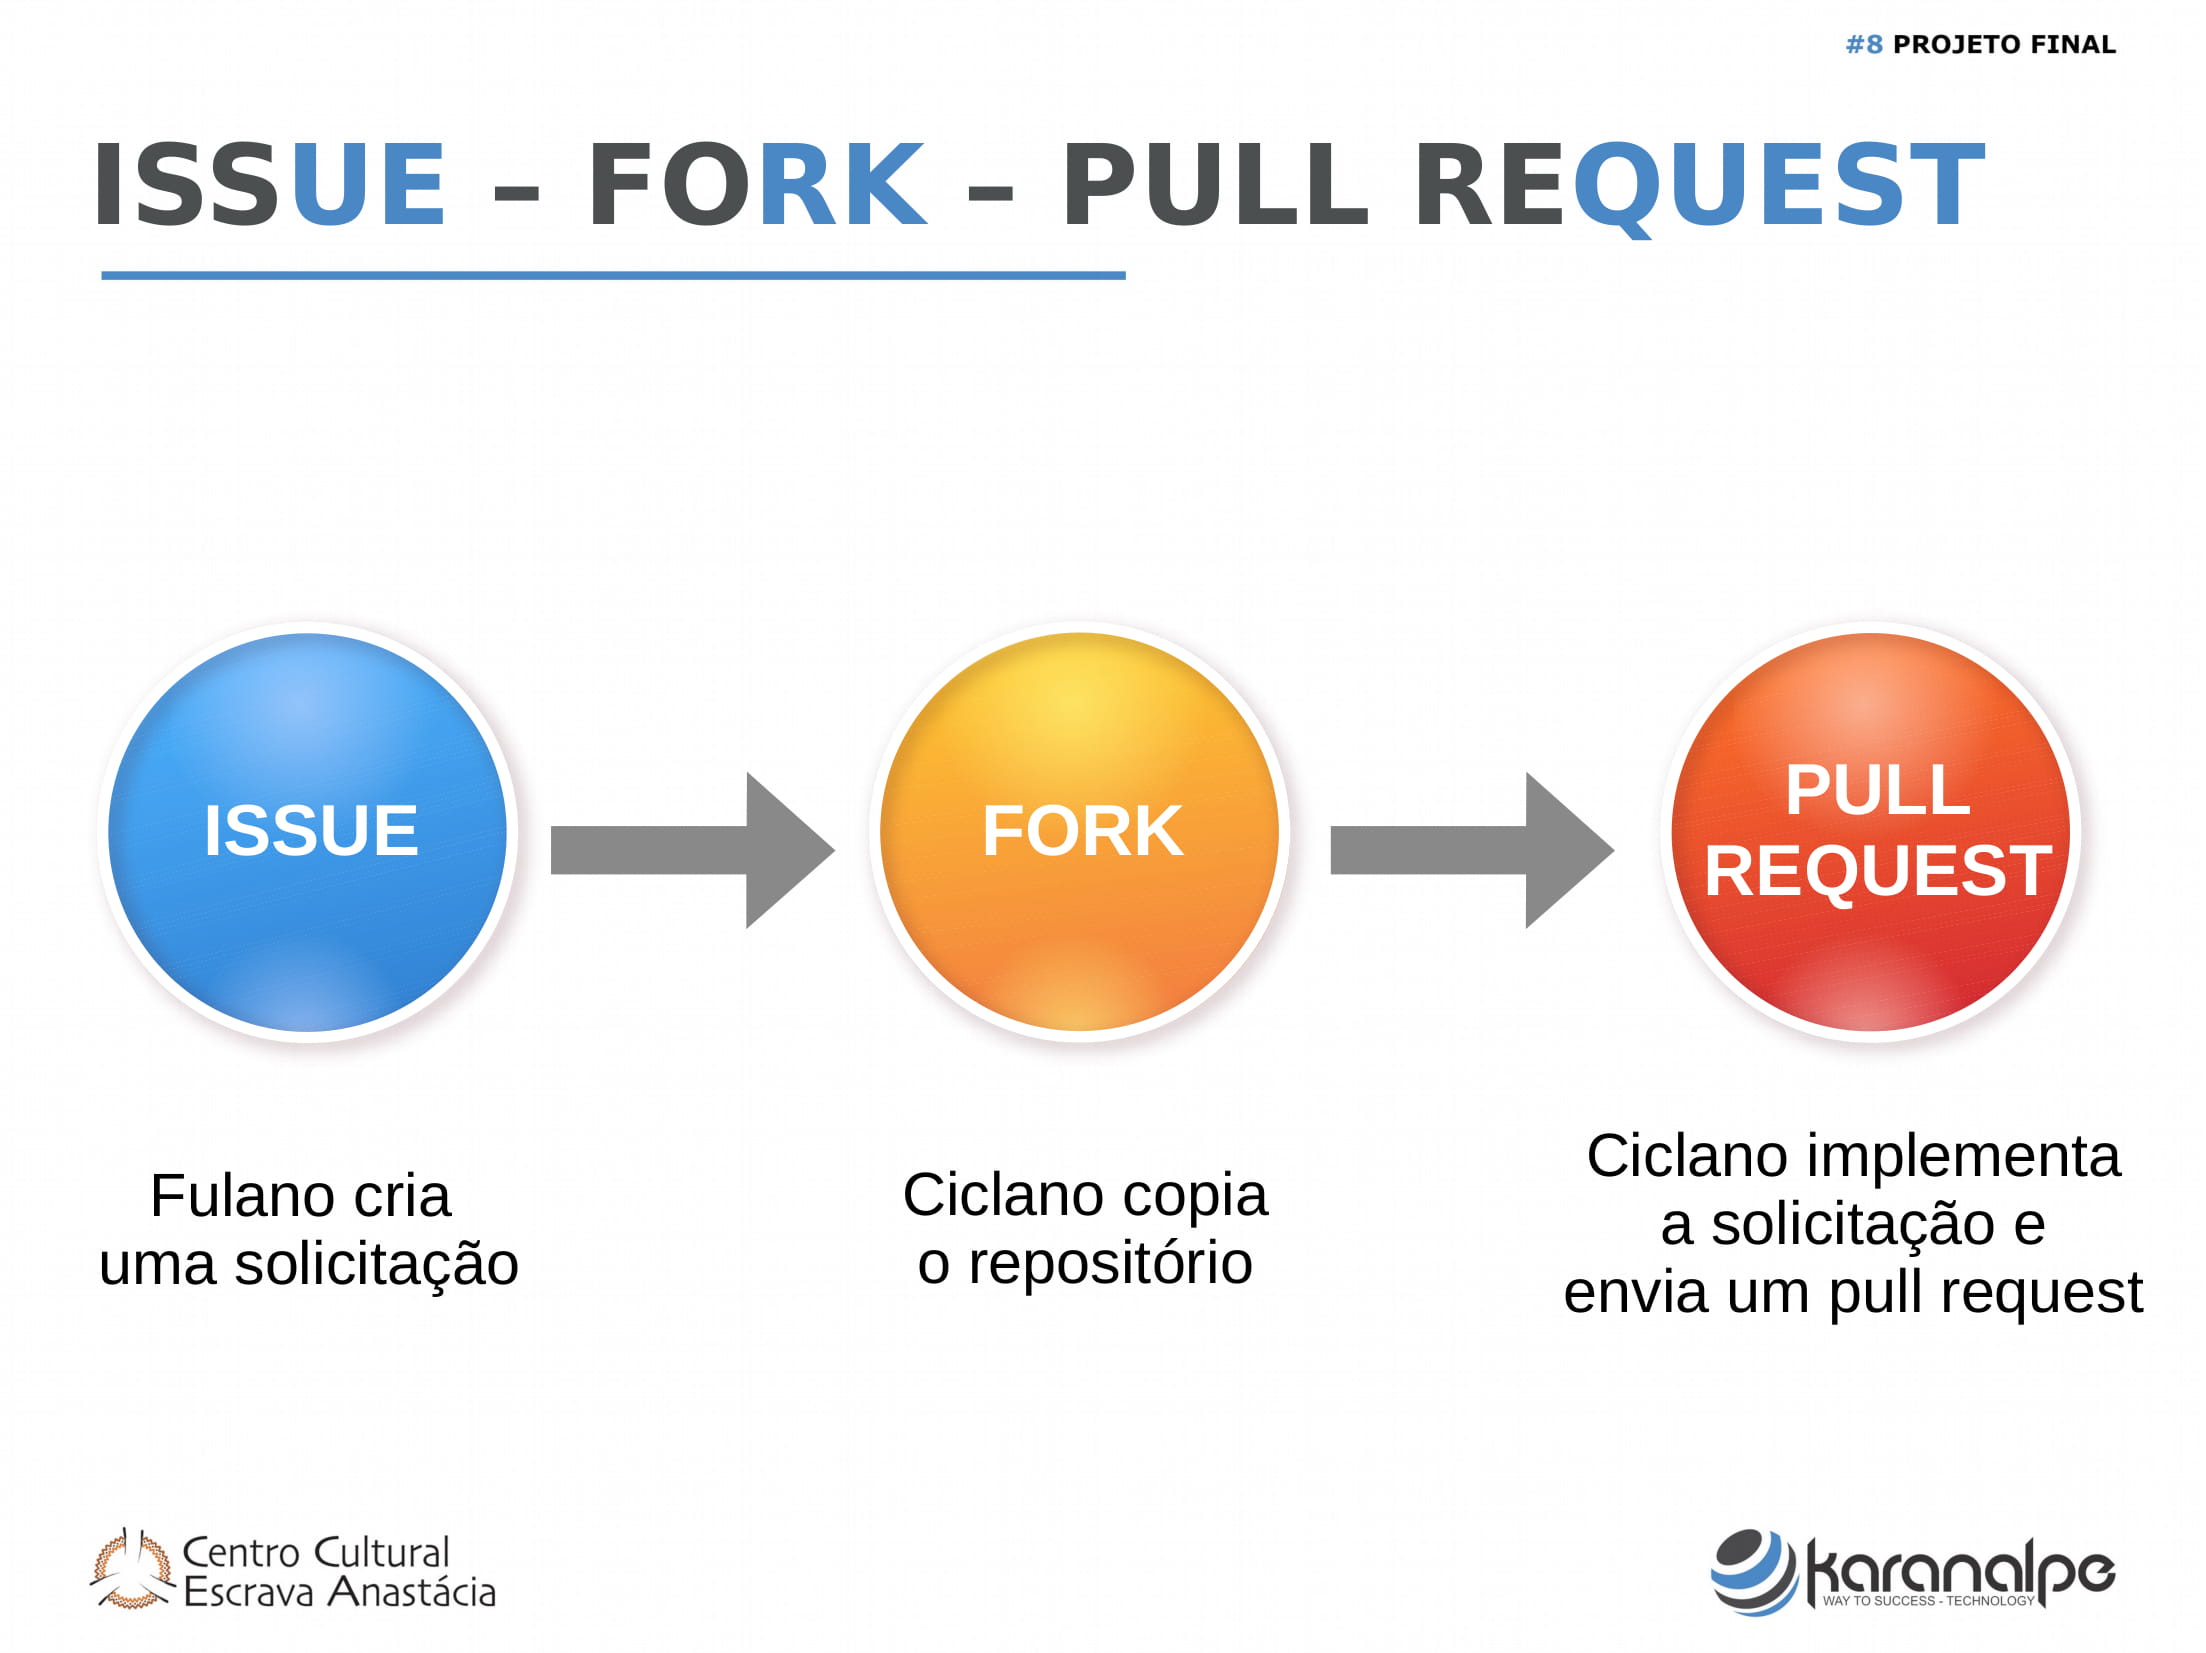 #8 PROJETO FINAL
ISSUE – FORK – PULL REQUEST
ISSUE
FORK
PULL
REQUEST
Fulano cria
uma solicitação
Ciclano copia
o repositório
Ciclano implementa
a solicitação e
envia um pull request
Centro Cultural
Escrava Anastácia
karanalpe
WAY TO SUCCESS - TECHNOLOGY